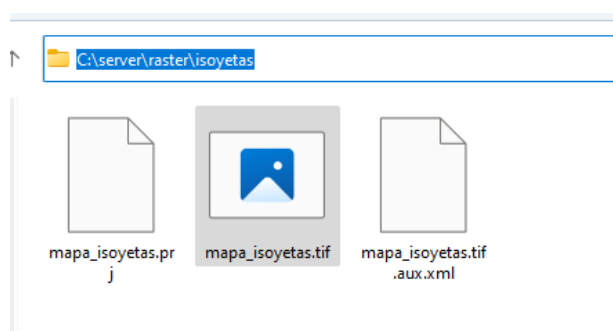 C:\server\raster\isoyetas
mapa_isoyetas.pr
j
mapa_isoyetas.tif
mapa_isoyetas.tif
.aux.xml